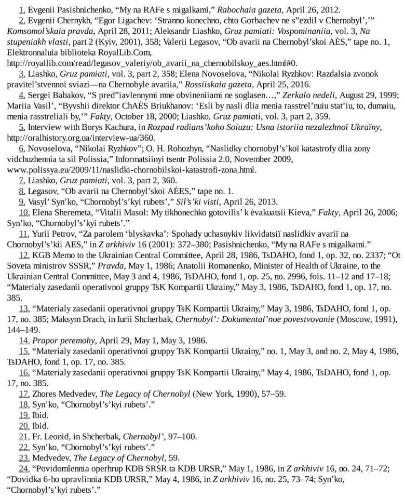 1. Evgenii Pasishnichenko, “My na RAFe s migalkami,” Rabochaia gazeta, April 26, 2012.
2. Evgenii Chernykh, “Egor Ligachev: ‘Stranno konechno, chto Gorbachev ne s”ezdil v Chernobyl’,’”
Komsomol’skaia pravda, April 28, 2011; Aleksandr Liashko, Gruz pamiati: Vospominaniia, vol. 3, Na
stupeniakh vlasti, part 2 (Kyiv, 2001), 358; Valerii Legasov, “Ob avarii na Chernobyl’skoi AĖS,” tape no. 1,
Elektronnaluia biblioteka RoyalLib.Com,
http://royallib.com/read/legasov_valeriy/ob_avarii_na_chernobilskoy_aes.html#0.
3. Liashko, Gruz pamiati, vol. 3, part 2, 358; Elena Novoselova, “Nikolai Ryzhkov: Razdalsia zvonok
pravitel’stvennoi sviazi—na Chernobyle avariia,” Rossiiskaia gazeta, April 25, 2016.
4. Sergei Babakov, “S pred”iavlennymi mne obvineniiami ne soglasen…,” Zerkalo nedeli, August 29, 1999;
Mariia Vasil’, “Byvshii direktor ChAĖS Briukhanov: ‘Esli by nashli dlia menia rasstrel’nuiu stat’iu, to, dumaiu,
menia rasstreliali by,’” Fakty, October 18, 2000; Liashko, Gruz pamiati, vol. 3, part 2, 359.
5. Interview with Borys Kachura, in Rozpad radians’koho Soiuzu: Usna istoriia nezulezhnoï Ukraïny,
http://oralhistory.org.ua/interview-ua/360.
6. Novoselova, “Nikolai Ryzhkov”; O. H. Rohozhyn, “Naslidky chornobyl’s’koï katastrofy dlia zony
vidchuzhennia ta sil Polissia,” Informatsiinyi tsentr Polissia 2.0, November 2009,
www.polissya.eu/2009/11/naslidki-chornobilskoi-katastrofi-zona.html.
7. Liashko, Gruz pamiati, vol. 3, part 2, 360.
8. Legasov, “Ob avarii na Chernobyl’skoi AĖES,” tape no. 1.
9. Vasyl’ Syn’ko, “Chornobyl’s’kyi rubets’,” Sil’s’ki visti, April 26, 2013.
10. Elena Sheremeta, “Vitalii Masol: My tikhonechko gotovilis’ k ėvakuatsii Kieva,” Fakty, April 26, 2006;
Syn’ko, “Chornobyl’s’kyi rubets’.”
11. Yurii Petrov, “Za parolem ‘blyskavka’: Spohady uchasnykiv likvidatsiï naslidkiv avariï na
Chornobyl’s’kii AES,” in Z arkhiviv 16 (2001): 372–380; Pasishnichenko, “My na RAFe s migalkami.”
12. KGB Memo to the Ukrainian Central Committee, April 28, 1986, TsDAHO, fond 1, op. 32, no. 2337; “Ot
Soveta ministrov SSSR,” Pravda, May 1, 1986; Anatolii Romanenko, Minister of Health of Ukraine, to the
Ukrainian Central Committee, May 3 and 4, 1986, TsDAHO, fond 1, op. 25, no. 2996, fols. 11–12 and 17–18;
“Materialy zasedanii operativnoi gruppy TsK Kompartii Ukrainy,” May 3, 1986, TsDAHO, fond 1, op. 17, no.
385.
13. “Materialy zasedanii operativnoi gruppy TsK Kompartii Ukrainy,” May 3, 1986, TsDAHO, fond 1, op.
17, no. 385; Maksym Drach, in Iurii Shcherbak, Chernobyl’: Dokumental’noe povestvovanie (Moscow, 1991),
144–149.
14. Prapor peremohy, April 29, May 1, May 3, 1986.
15. “Materialy zasedanii operativnoi gruppy TsK Kompartii Ukrainy,” no. 1, May 3, and no. 2, May 4, 1986,
TsDAHO, fond 1, op. 17, no. 385.
16. “Materialy zasedanii operativnoi gruppy TsK Kompartii Ukrainy,” May 4, 1986, TsDAHO, fond 1, op.
17, no. 385.
17. Zhores Medvedev, The Legacy of Chernobyl (New York, 1990), 57–59.
18. Syn’ko, “Chornobyl’s’kyi rubets’.”
19. Ibid.
20. Ibid.
21. Fr. Leonid, in Shcherbak, Chernobyl’, 97–100.
22. Syn’ko, “Chornobyl’s’kyi rubets’.”
23. Medvedev, The Legacy of Chernobyl, 59.
24. “Povidomlennia operhrup KDB SRSR ta KDB URSR,” May 1, 1986, in Z arkhiviv 16, no. 24, 71–72;
“Dovidka 6-ho upravlinnia KDB URSR,” May 4, 1986, in Z arkhiviv 16, no. 25, 73–74; Syn’ko,
“Chornobyl’s’kyi rubets’.”